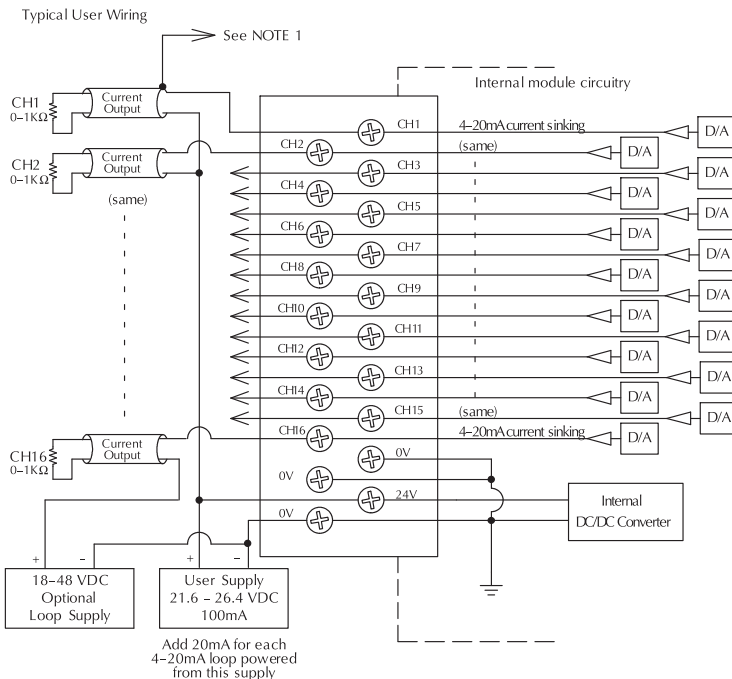 Typical User Wiring
See NOTE 1
Internal module circuitry
CH1
0–1KΩ
Current
Output
CH1
4–20mA current sinking
D/A
CH2
0–1KΩ
Current
Output
CH2
(same)
D/A
(same)
CH3
D/A
CH4
D/A
CH5
D/A
CH6
D/A
CH7
D/A
CH8
D/A
CH9
D/A
CH10
D/A
CH11
D/A
CH12
D/A
CH13
D/A
CH14
D/A
CH15
(same)
D/A
CH16
0–1KΩ
Current
Output
CH16
4–20mA current sinking
D/A
0V
0V
24V
0V
Internal
DC/DC Converter
+
–
18–48 VDC
Optional
Loop Supply
+
–
User Supply
21.6 – 26.4 VDC
100mA
Add 20mA for each
4–20mA loop powered
from this supply